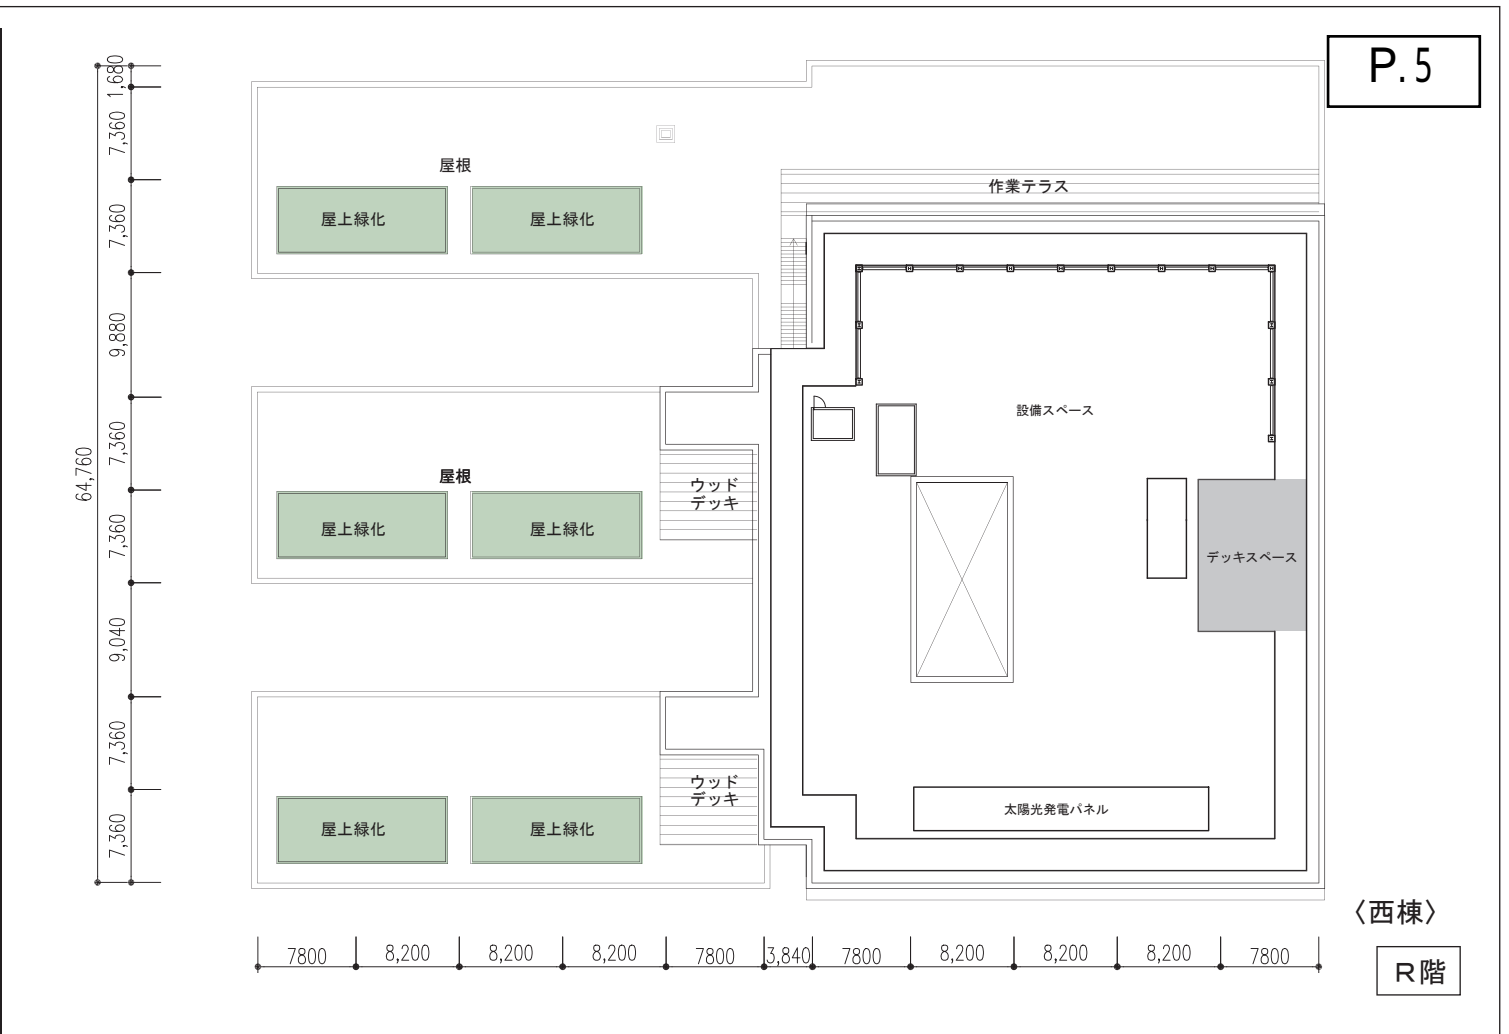 P.5
1,680
7,360
7,360
9,880
7,360
7,360
9,040
7,360
7,360
64,760
屋根
屋上緑化
屋上緑化
作業テラス
設備スペース
屋根
屋上緑化
屋上緑化
ウッド
デッキ
デッキスペース
ウッド
デッキ
屋上緑化
屋上緑化
太陽光発電パネル
〈西棟〉
R階
7800
8,200
8,200
8,200
7800
3,840
7800
8,200
8,200
8,200
7800